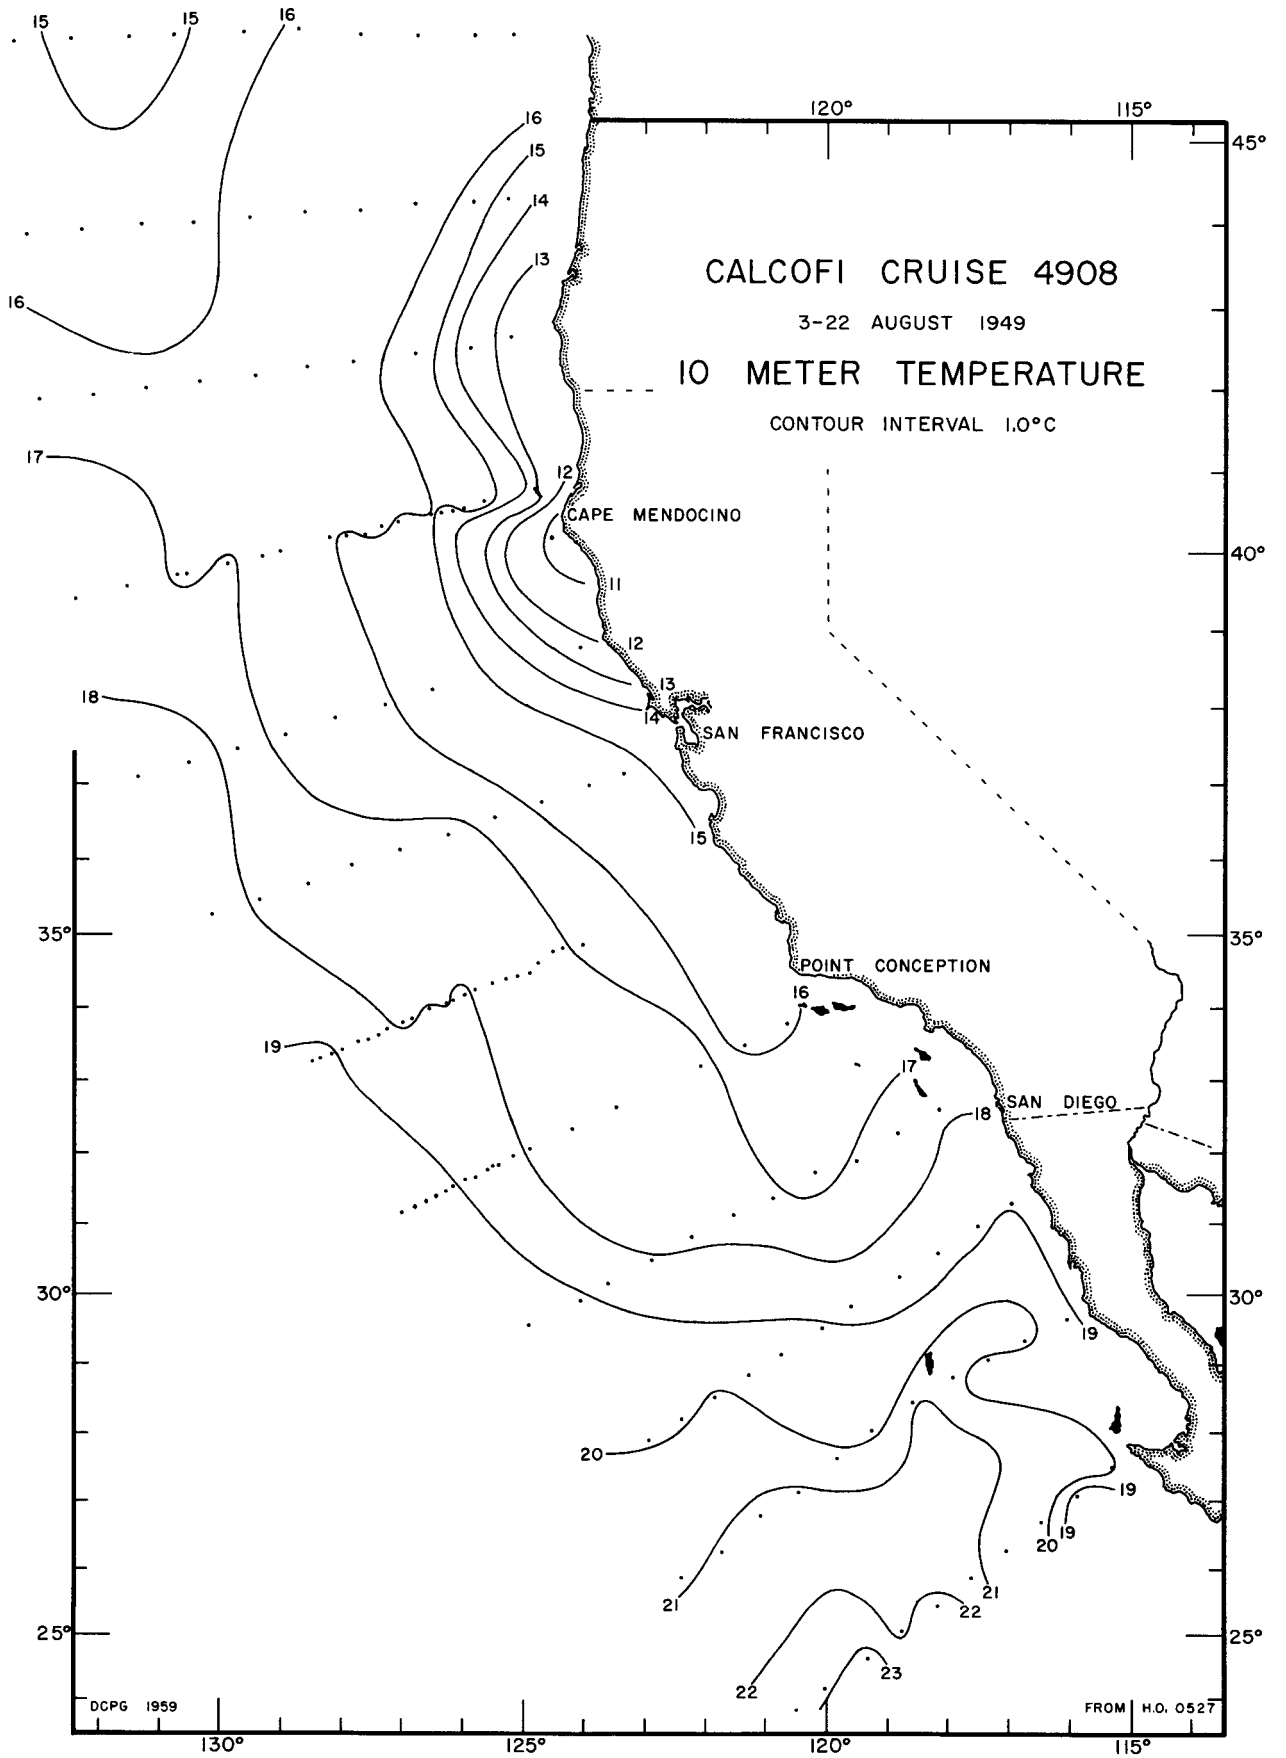 15 15 16
120° 115°
16
45°
15
14
CALCOFI CRUISE 4908
13
16
3-22 AUGUST 1949
10 METER TEMPERATURE
CONTOUR INTERVAL 1.0°C
17
12
CAPE MENDOCINO
40°
11
12
13
18
14
SAN FRANCISCO
15
35° 35°
POINT CONCEPTION
16
19
17
SAN DIEGO
18
30° 30°
19
20
19
20 19
21
21
22
25° 25°
23
22
DCPG 1959
FROM H.O. 0527
130° 125° 120° 115°